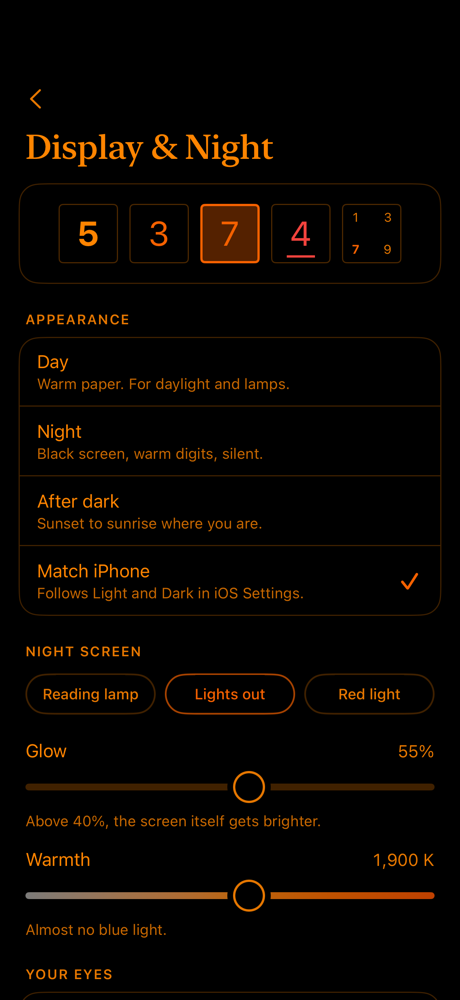 Display & Night
5 3 7 4 1 3
7 9
APPEARANCE
Day
Warm paper. For daylight and lamps.
Night
Black screen, warm digits, silent.
After dark
Sunset to sunrise where you are.
Match iPhone
Follows Light and Dark in iOS Settings.
NIGHT SCREEN
Reading lamp Lights out Red light
Glow 55%
Above 40%, the screen itself gets brighter.
Warmth 1,900 K
Almost no blue light.
YOUR EYES